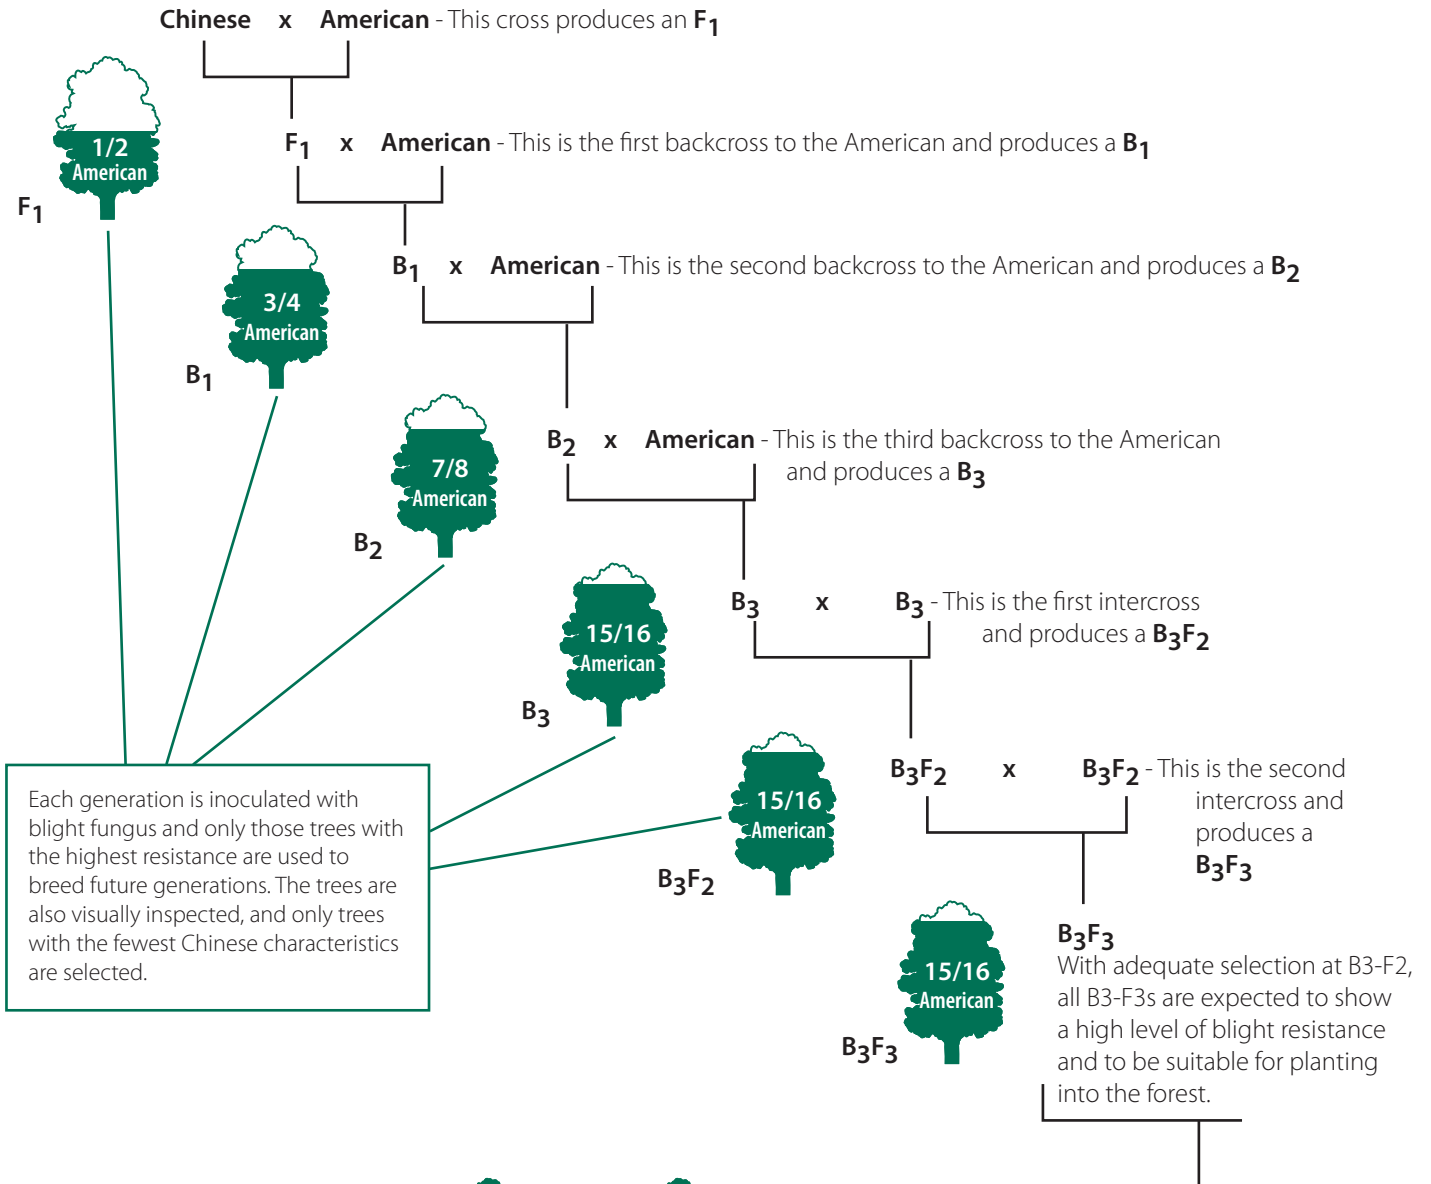 Chinese x American - This cross produces an F1
1/2
American
F1
F1 x American - This is the first backcross to the American and produces a B1
B1 x American - This is the second backcross to the American and produces a B2
3/4
American
B1
B2 x American - This is the third backcross to the American
and produces a B3
7/8
American
B2
B3 x B3 - This is the first intercross
and produces a B3F2
15/16
American
B3
B3F2 x B3F2 - This is the second
intercross and
produces a
B3F3
15/16
American
B3F2
Each generation is inoculated with
blight fungus and only those trees with
the highest resistance are used to
breed future generations. The trees are
also visually inspected, and only trees
with the fewest Chinese characteristics
are selected.
15/16
American
B3F3
B3F3
With adequate selection at B3-F2,
all B3-F3s are expected to show
a high level of blight resistance
and to be suitable for planting
into the forest.